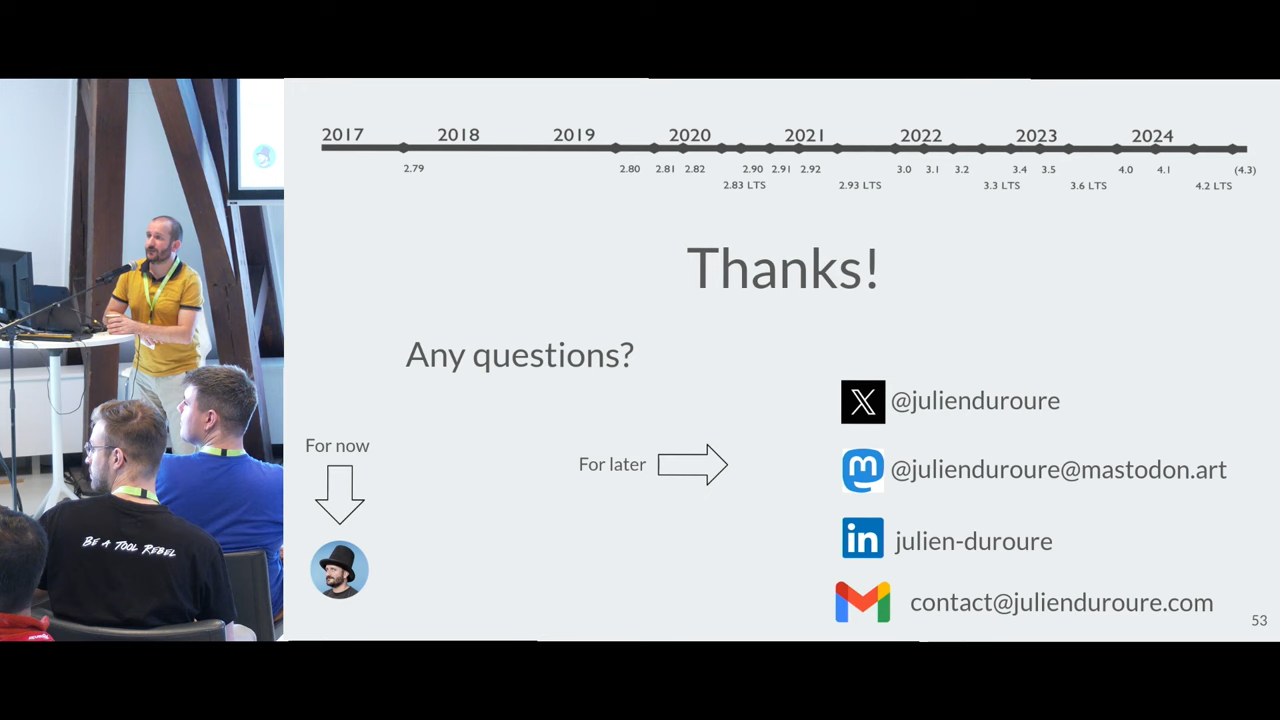 2017 2018 2019 2020 2021 2022 2023 2024
2.79 2.80 2.81 2.82 2.90 2.91 2.92 3.0 3.1 3.2 3.4 3.5 4.0 4.1 (4.3)
2.83 LTS 2.93 LTS 3.3 LTS 3.6 LTS 4.2 LTS
Thanks!
Any questions?
For now
For later
@julienduroure
@julienduroure@mastodon.art
in julien-duroure
contact@julienduroure.com
53
BE A TOOL REBEL